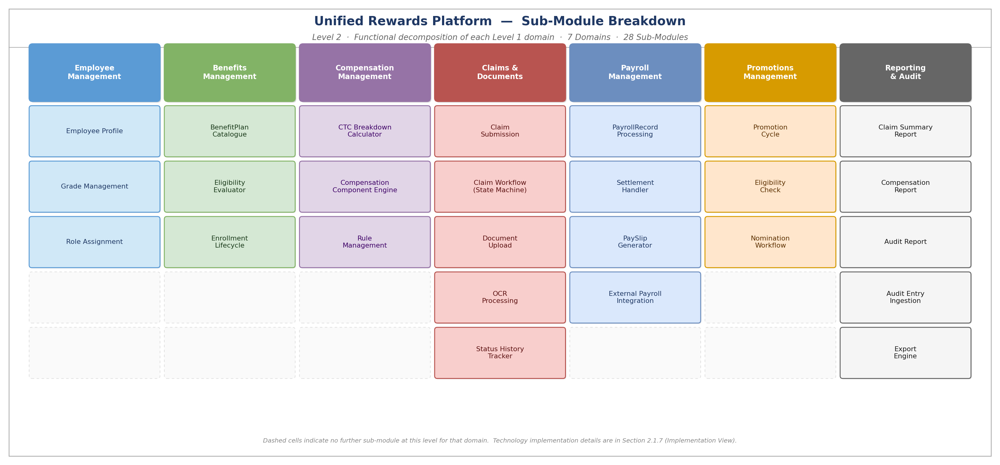 Unified Rewards Platform — Sub-Module Breakdown
Level 2 · Functional decomposition of each Level 1 domain · 7 Domains · 28 Sub-Modules
Employee
Management
Benefits
Management
Compensation
Management
Claims &
Documents
Payroll
Management
Promotions
Management
Reporting
& Audit
Employee Profile
BenefitPlan
Catalogue
CTC Breakdown
Calculator
Claim
Submission
PayrollRecord
Processing
Promotion
Cycle
Claim Summary
Report
Grade Management
Eligibility
Evaluator
Compensation
Component Engine
Claim Workflow
(State Machine)
Settlement
Handler
Eligibility
Check
Compensation
Report
Role Assignment
Enrollment
Lifecycle
Rule
Management
Document
Upload
PaySlip
Generator
Nomination
Workflow
Audit Report
OCR
Processing
External Payroll
Integration
Audit Entry
Ingestion
Status History
Tracker
Export
Engine
Dashed cells indicate no further sub-module at this level for that domain. Technology implementation details are in Section 2.1.7 (Implementation View).